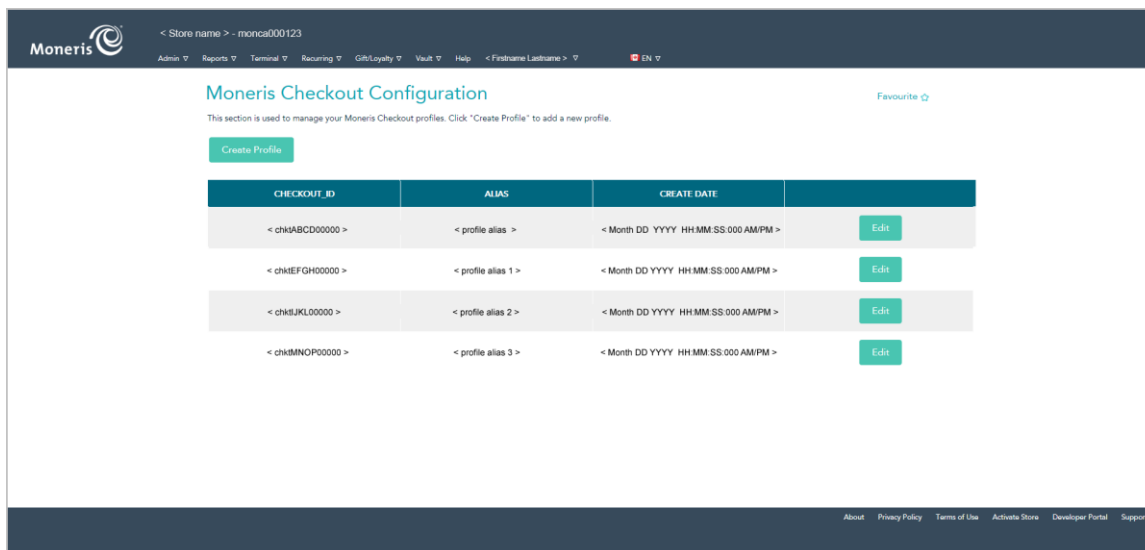 Moneris
< Store name > - monca000123
Admin ▽ Reports ▽ Terminal ▽ Recurring ▽ Gift/Loyalty ▽ Vault ▽ Help < Firstname Lastname > ▽ EN ▽
Moneris Checkout Configuration
Favourite ☆
This section is used to manage your Moneris Checkout profiles. Click "Create Profile" to add a new profile.
Create Profile
CHECKOUT_ID ALIAS CREATE DATE
< chktABCD00000 > < profile alias > < Month DD YYYY HH:MM:SS:000 AM/PM > Edit
< chktEFGH00000 > < profile alias 1 > < Month DD YYYY HH:MM:SS:000 AM/PM > Edit
< chktIJKL00000 > < profile alias 2 > < Month DD YYYY HH:MM:SS:000 AM/PM > Edit
< chktMNOP00000 > < profile alias 3 > < Month DD YYYY HH:MM:SS:000 AM/PM > Edit
About Privacy Policy Terms of Use Activate Store Developer Portal Suppor